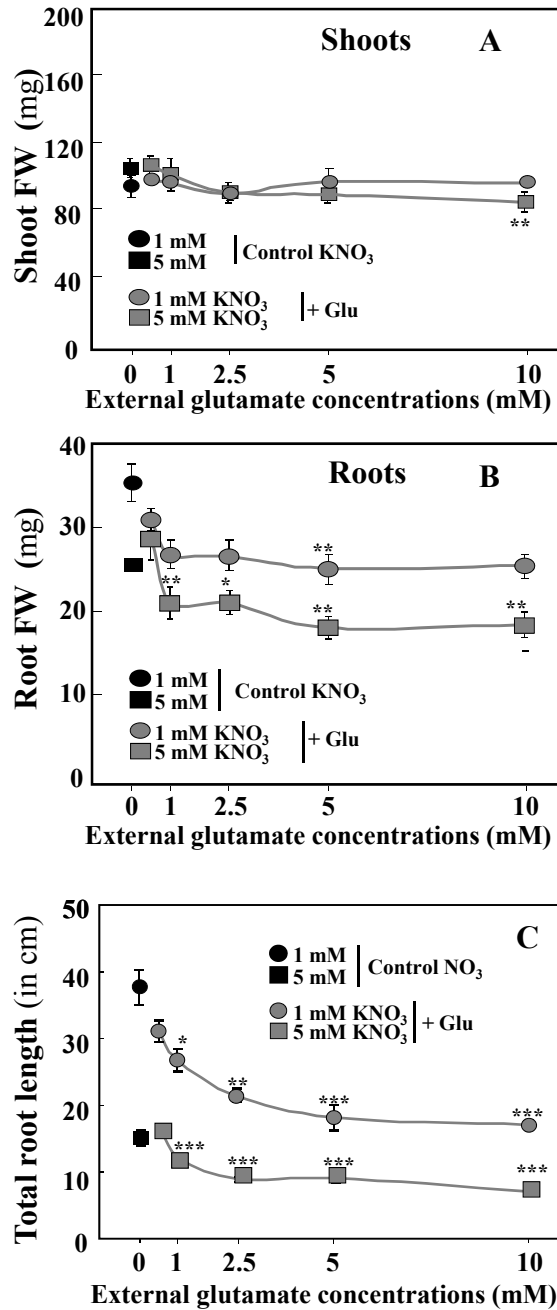 200
Shoots A
160
120
80
40
0
Shoot FW (mg)
**
1 mM
5 mM
Control KNO₃
1 mM KNO₃
5 mM KNO₃
+ Glu
0 1 2.5 5 10
External glutamate concentrations (mM)
40
Roots B
30
20
10
0
Root FW (mg)
** * ** ** **
1 mM
5 mM
Control KNO₃
1 mM KNO₃
5 mM KNO₃
+ Glu
0 1 2.5 5 10
External glutamate concentrations (mM)
50
C
40
30
20
10
0
Total root length (in cm)
1 mM
5 mM
Control NO₃
1 mM KNO₃
5 mM KNO₃
+ Glu
* ** *** ***
*** *** *** ***
0 1 2.5 5 10
External glutamate concentrations (mM)